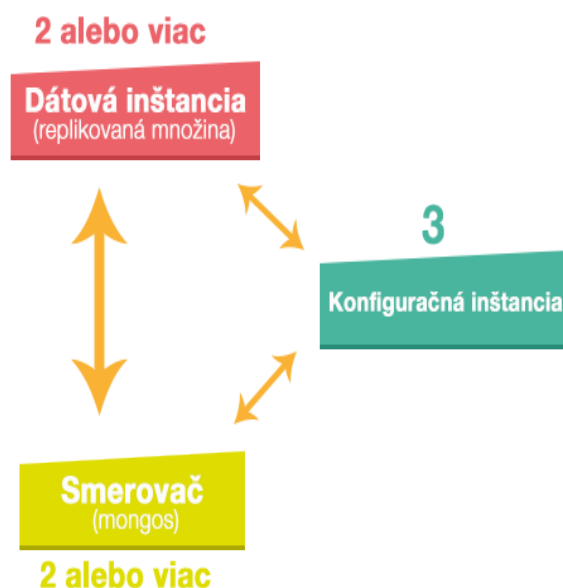 2 alebo viac
Dátová inštancia
(replikovaná množina)
3
Konfiguračná inštancia
Smerovač
(mongos)
2 alebo viac